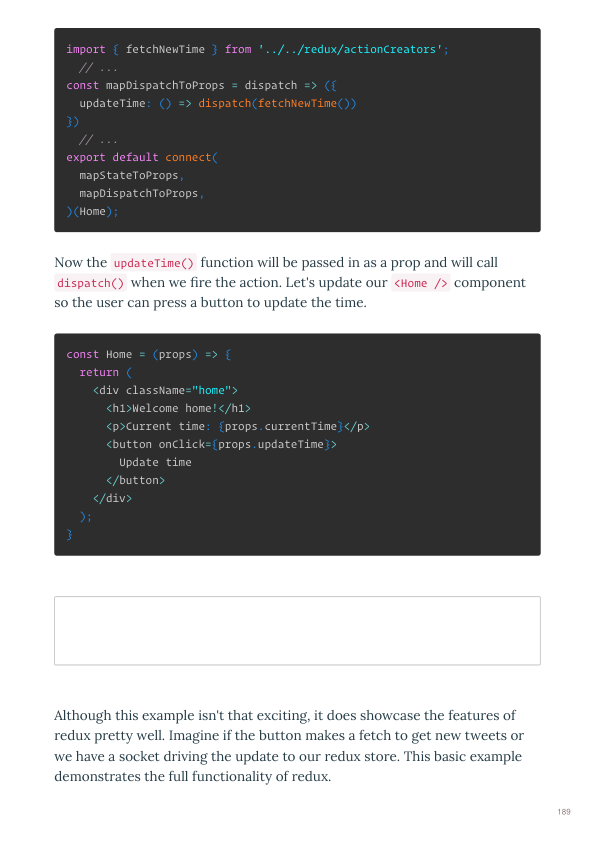 import { fetchNewTime } from '../../redux/actionCreators';
  // ...
const mapDispatchToProps = dispatch => ({
  updateTime: () => dispatch(fetchNewTime())
})
  // ...
export default connect(
  mapStateToProps,
  mapDispatchToProps,
)(Home);
Now the updateTime() function will be passed in as a prop and will call
dispatch() when we fire the action. Let's update our <Home /> component
so the user can press a button to update the time.
const Home = (props) => {
  return (
    <div className="home">
      <h1>Welcome home!</h1>
      <p>Current time: {props.currentTime}</p>
      <button onClick={props.updateTime}>
        Update time
      </button>
    </div>
  );
}
Although this example isn't that exciting, it does showcase the features of
redux pretty well. Imagine if the button makes a fetch to get new tweets or
we have a socket driving the update to our redux store. This basic example
demonstrates the full functionality of redux.
189